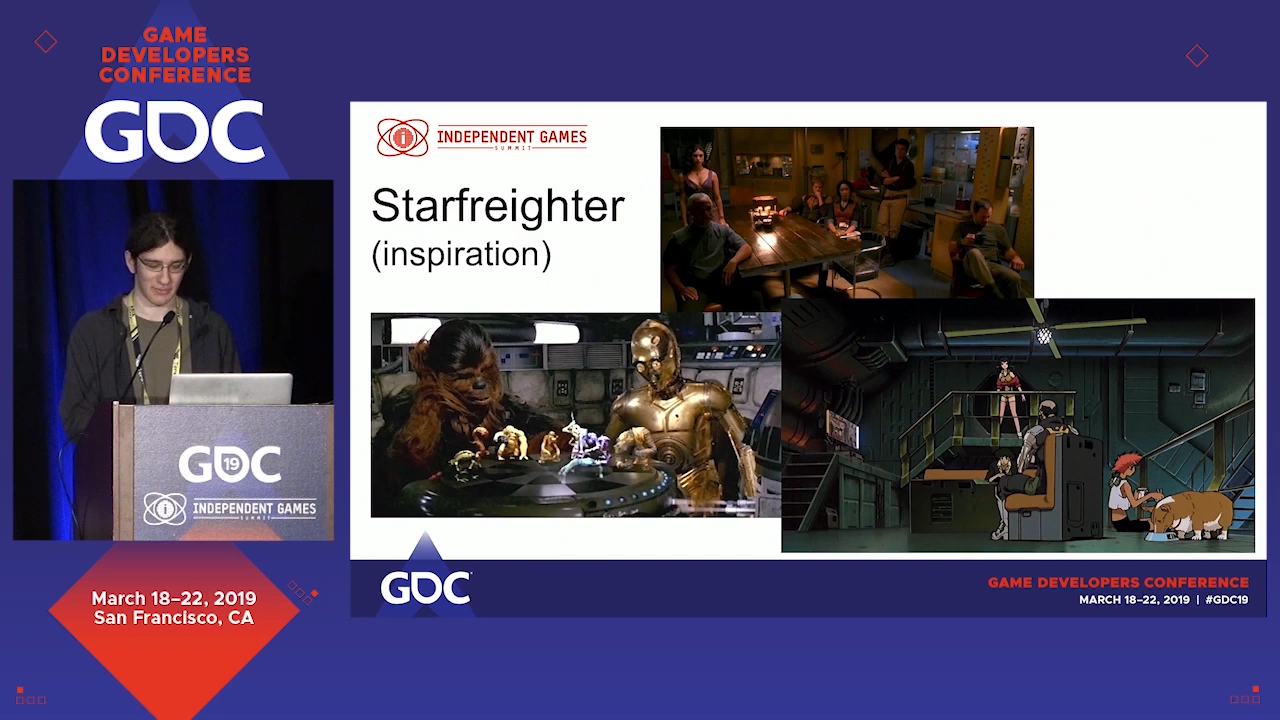 GAME
DEVELOPERS
CONFERENCE
GDC
INDEPENDENT GAMES
SUMMIT
Starfreighter
(inspiration)
GDC
19
INDEPENDENT GAMES
SUMMIT
March 18–22, 2019
San Francisco, CA
GDC
GAME DEVELOPERS CONFERENCE
MARCH 18–22, 2019 | #GDC19